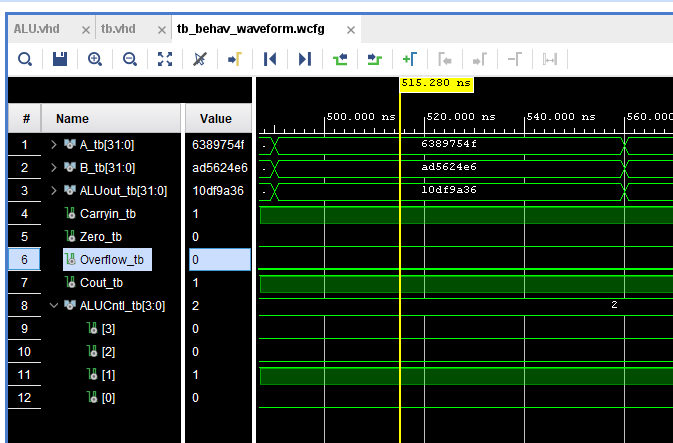 ALU.vhd × tb.vhd × tb_behav_waveform.wcfg ×
515.280 ns
# Name Value
500.000 ns 520.000 ns 540.000 ns 560.000
1 A_tb[31:0] 6389754f 6389754f
2 B_tb[31:0] ad5624e6 ad5624e6
3 ALUout_tb[31:0] 10df9a36 10df9a36
4 Carryin_tb 1
5 Zero_tb 0
6 Overflow_tb 0
7 Cout_tb 1
8 ALUCntl_tb[3:0] 2 2
9 [3] 0
10 [2] 0
11 [1] 1
12 [0] 0